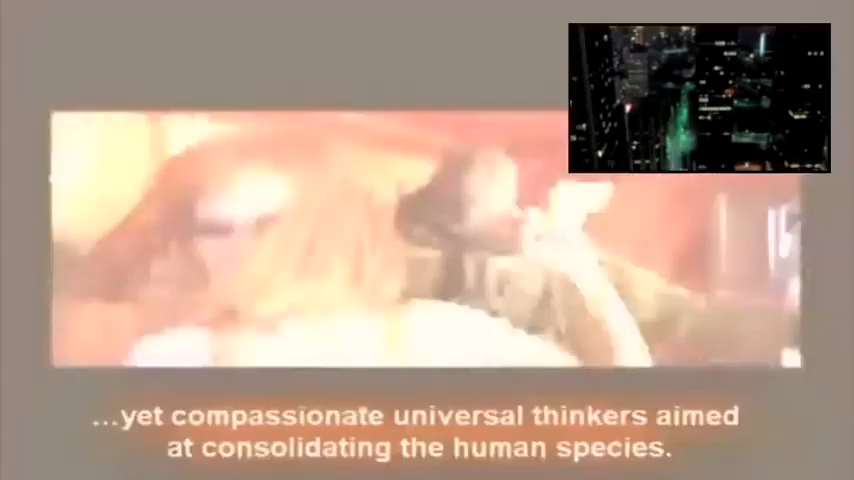 ...yet compassionate universal thinkers aimed
at consolidating the human species.